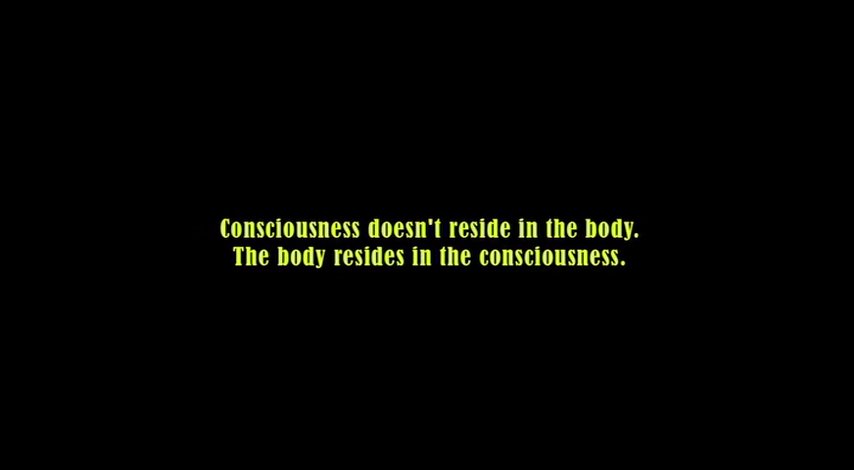 Consciousness doesn't reside in the body.
The body resides in the consciousness.